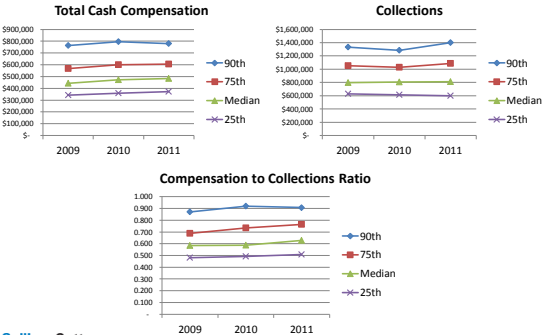 Total Cash Compensation
$900,000
$800,000
$700,000
$600,000
$500,000
$400,000
$300,000
$200,000
$100,000
$-
2009 2010 2011
90th
75th
Median
25th
Collections
$1,600,000
$1,400,000
$1,200,000
$1,000,000
$800,000
$600,000
$400,000
$200,000
$-
2009 2010 2011
90th
75th
Median
25th
Compensation to Collections Ratio
1.000
0.900
0.800
0.700
0.600
0.500
0.400
0.300
0.200
0.100
-
2009 2010 2011
90th
75th
Median
25th